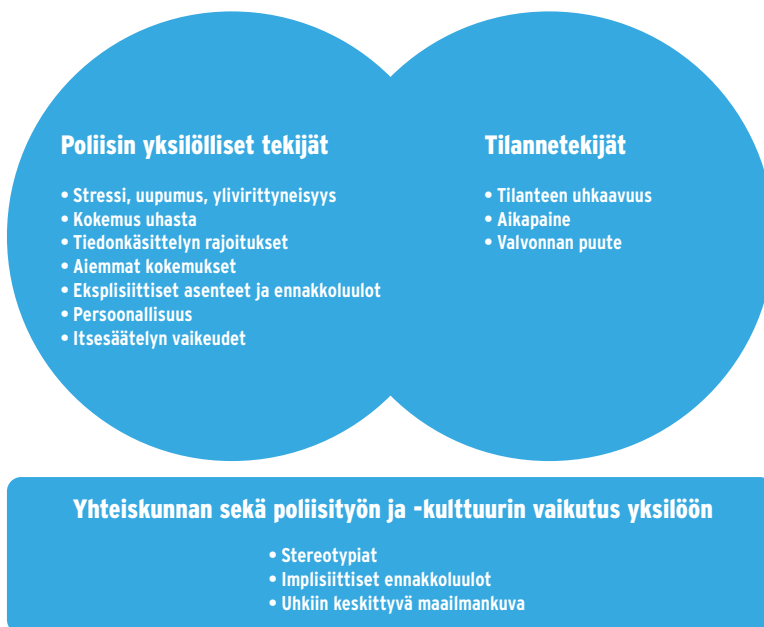 Poliisin yksilölliset tekijät
• Stressi, uupumus, ylivirittyneisyys
• Kokemus uhasta
• Tiedonkäsittelyn rajoitukset
• Aiemmat kokemukset
• Eksplisiittiset asenteet ja ennakkoluulot
• Persoonallisuus
• Itsesäätelyn vaikeudet
Tilannetekijät
• Tilanteen uhkaavuus
• Aikapaine
• Valvonnan puute
Yhteiskunnan sekä poliisityön ja -kulttuurin vaikutus yksilöön
• Stereotypiat
• Implisiittiset ennakkoluulot
• Uhkiin keskittyvä maailmankuva